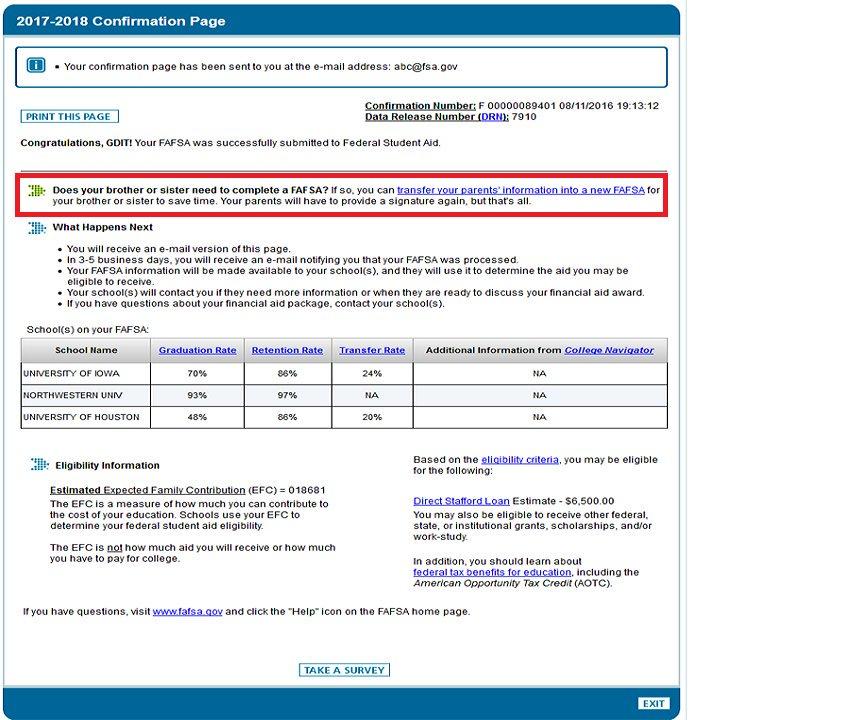 2017-2018 Confirmation Page
Your confirmation page has been sent to you at the e-mail address: abc@fsa.gov
PRINT THIS PAGE
Confirmation Number: F 00000089401 08/11/2016 19:13:12
Data Release Number (DRN): 7910
Congratulations, GDIT! Your FAFSA was successfully submitted to Federal Student Aid.
Does your brother or sister need to complete a FAFSA? If so, you can transfer your parents' information into a new FAFSA for
your brother or sister to save time. Your parents will have to provide a signature again, but that's all.
What Happens Next
• You will receive an e-mail version of this page.
• In 3-5 business days, you will receive an e-mail notifying you that your FAFSA was processed.
• Your FAFSA information will be made available to your school(s), and they will use it to determine the aid you may be
eligible to receive.
• Your school(s) will contact you if they need more information or when they are ready to discuss your financial aid award.
• If you have questions about your financial aid package, contact your school(s).
School(s) on your FAFSA:
School Name Graduation Rate Retention Rate Transfer Rate Additional Information from College Navigator
UNIVERSITY OF IOWA 70% 86% 24% NA
NORTHWESTERN UNIV 93% 97% NA NA
UNIVERSITY OF HOUSTON 48% 86% 20% NA
Eligibility Information
Estimated Expected Family Contribution (EFC) = 018681
The EFC is a measure of how much you can contribute to
the cost of your education. Schools use your EFC to
determine your federal student aid eligibility.
The EFC is not how much aid you will receive or how much
you have to pay for college.
Based on the eligibility criteria, you may be eligible
for the following:
Direct Stafford Loan Estimate - $6,500.00
You may also be eligible to receive other federal,
state, or institutional grants, scholarships, and/or
work-study.
In addition, you should learn about
federal tax benefits for education, including the
American Opportunity Tax Credit (AOTC).
If you have questions, visit www.fafsa.gov and click the "Help" icon on the FAFSA home page.
TAKE A SURVEY
EXIT